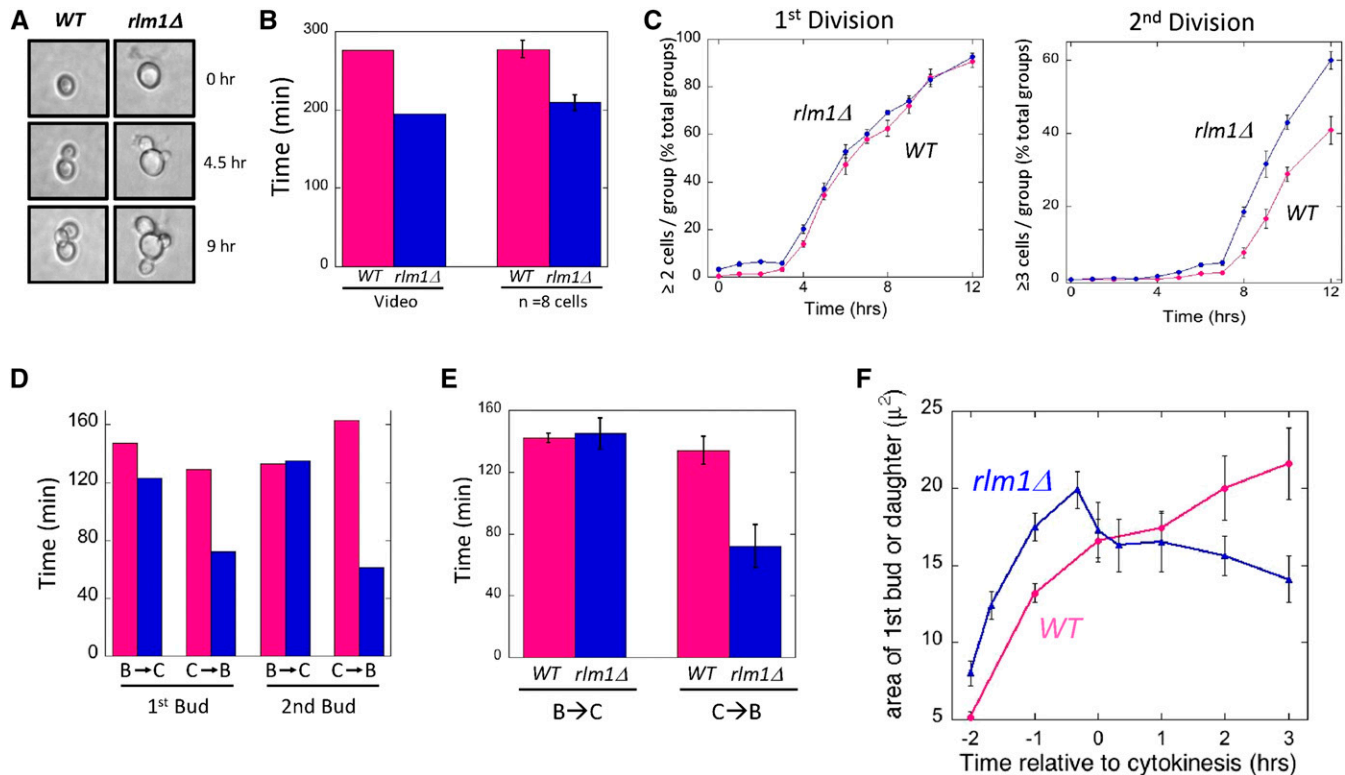 A
WT rlm1Δ
0 hr
4.5 hr
9 hr
B
Time (min)
300
200
100
0
WT rlm1Δ WT rlm1Δ
Video n =8 cells
C
1st Division
≥ 2 cells / group (% total groups)
100
80
60
40
20
0
rlm1Δ
WT
0 4 8 12
Time (hrs)
2nd Division
≥3 cells / group (% total groups)
60
40
20
0
rlm1Δ
WT
0 4 8 12
Time (hrs)
D
Time (min)
160
120
80
40
0
B→C C→B B→C C→B
1st Bud 2nd Bud
E
Time (min)
160
120
80
40
0
WT rlm1Δ WT rlm1Δ
B→C C→B
F
area of 1st bud or daughter (μ²)
25
20
15
10
5
rlm1Δ
WT
-2 -1 0 1 2 3
Time relative to cytokinesis (hrs)